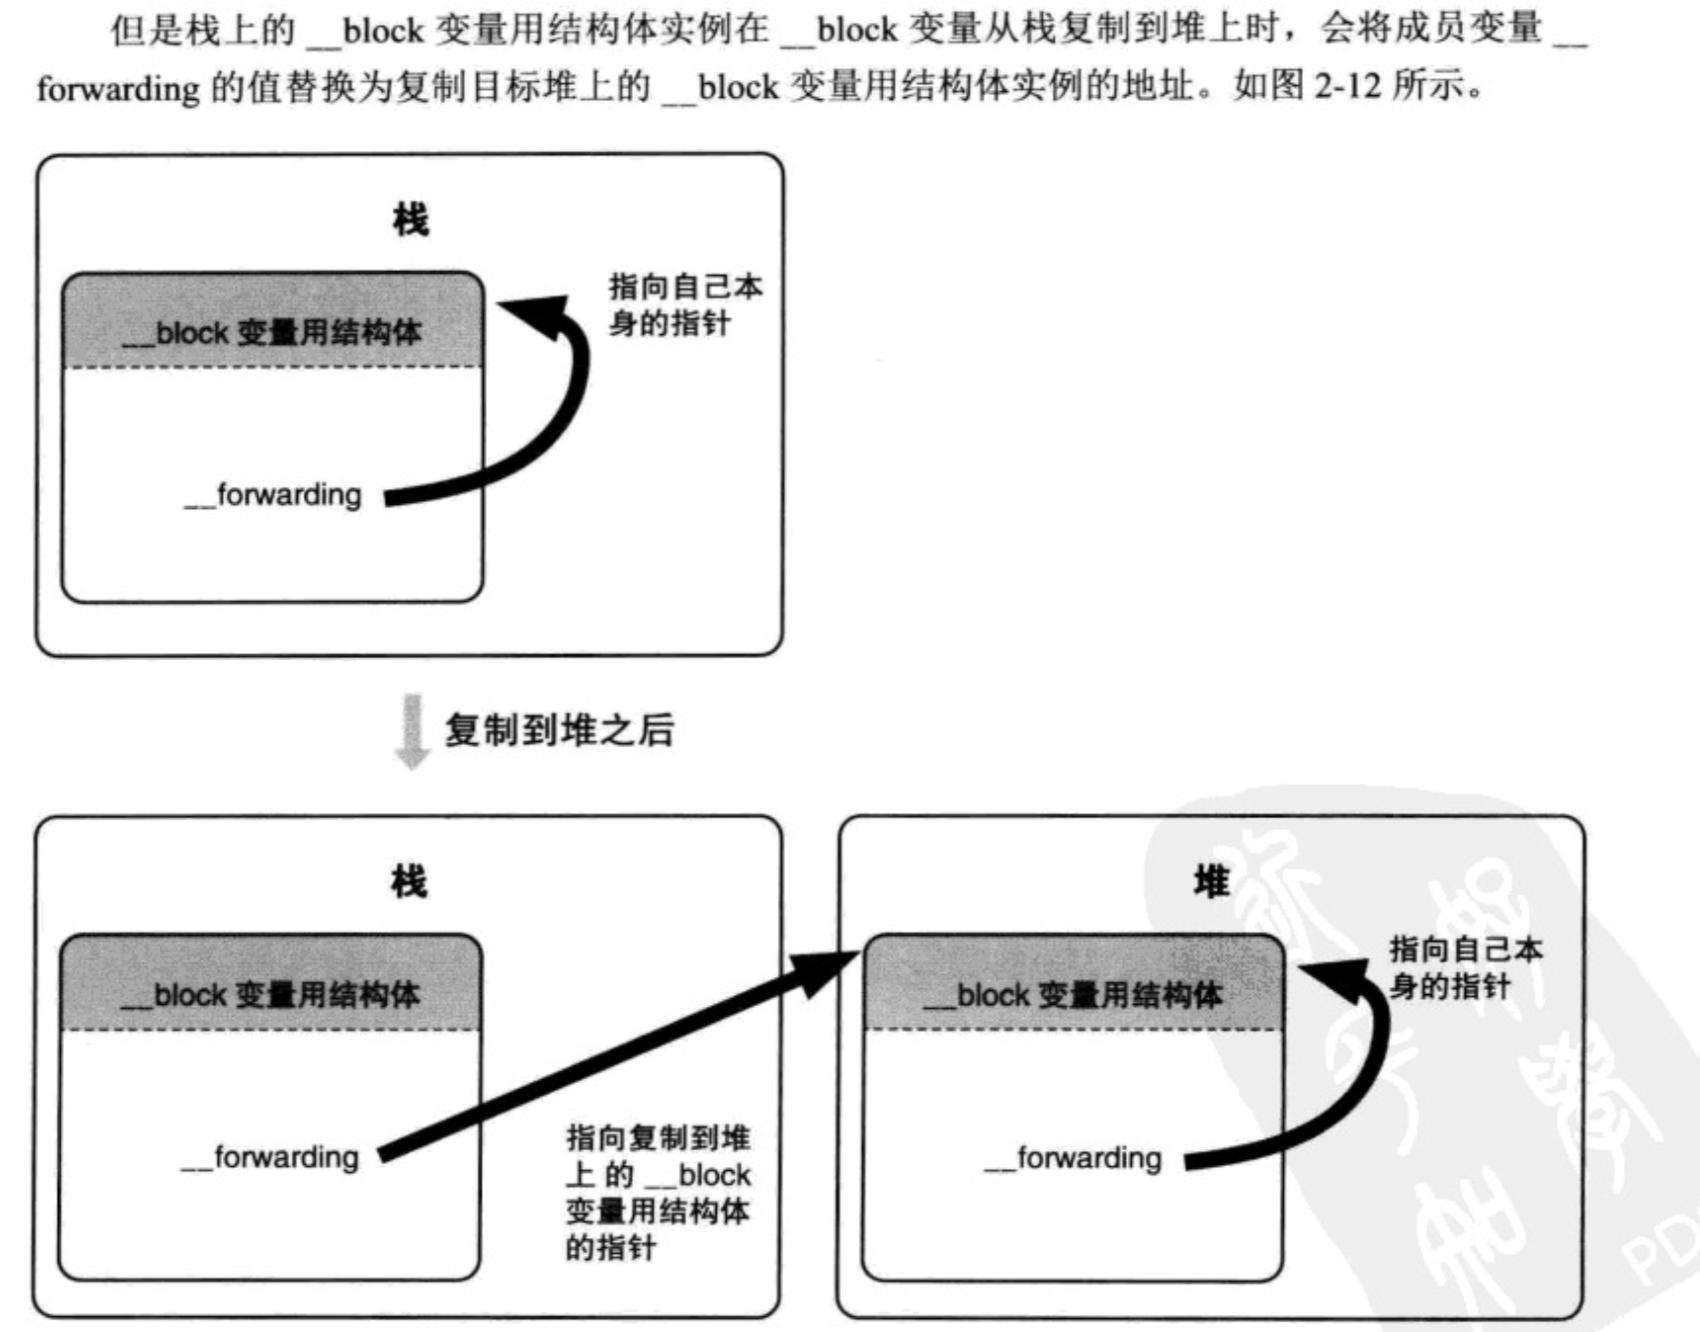 但是栈上的 __block 变量用结构体实例在 __block 变量从栈复制到堆上时，会将成员变量 __
forwarding 的值替换为复制目标堆上的 __block 变量用结构体实例的地址。如图 2-12 所示。
栈
__block 变量用结构体
指向自己本
身的指针
__forwarding
复制到堆之后
栈
__block 变量用结构体
__forwarding
指向复制到堆
上 的 __block
变量用结构体
的指针
堆
__block 变量用结构体
指向自己本
身的指针
__forwarding